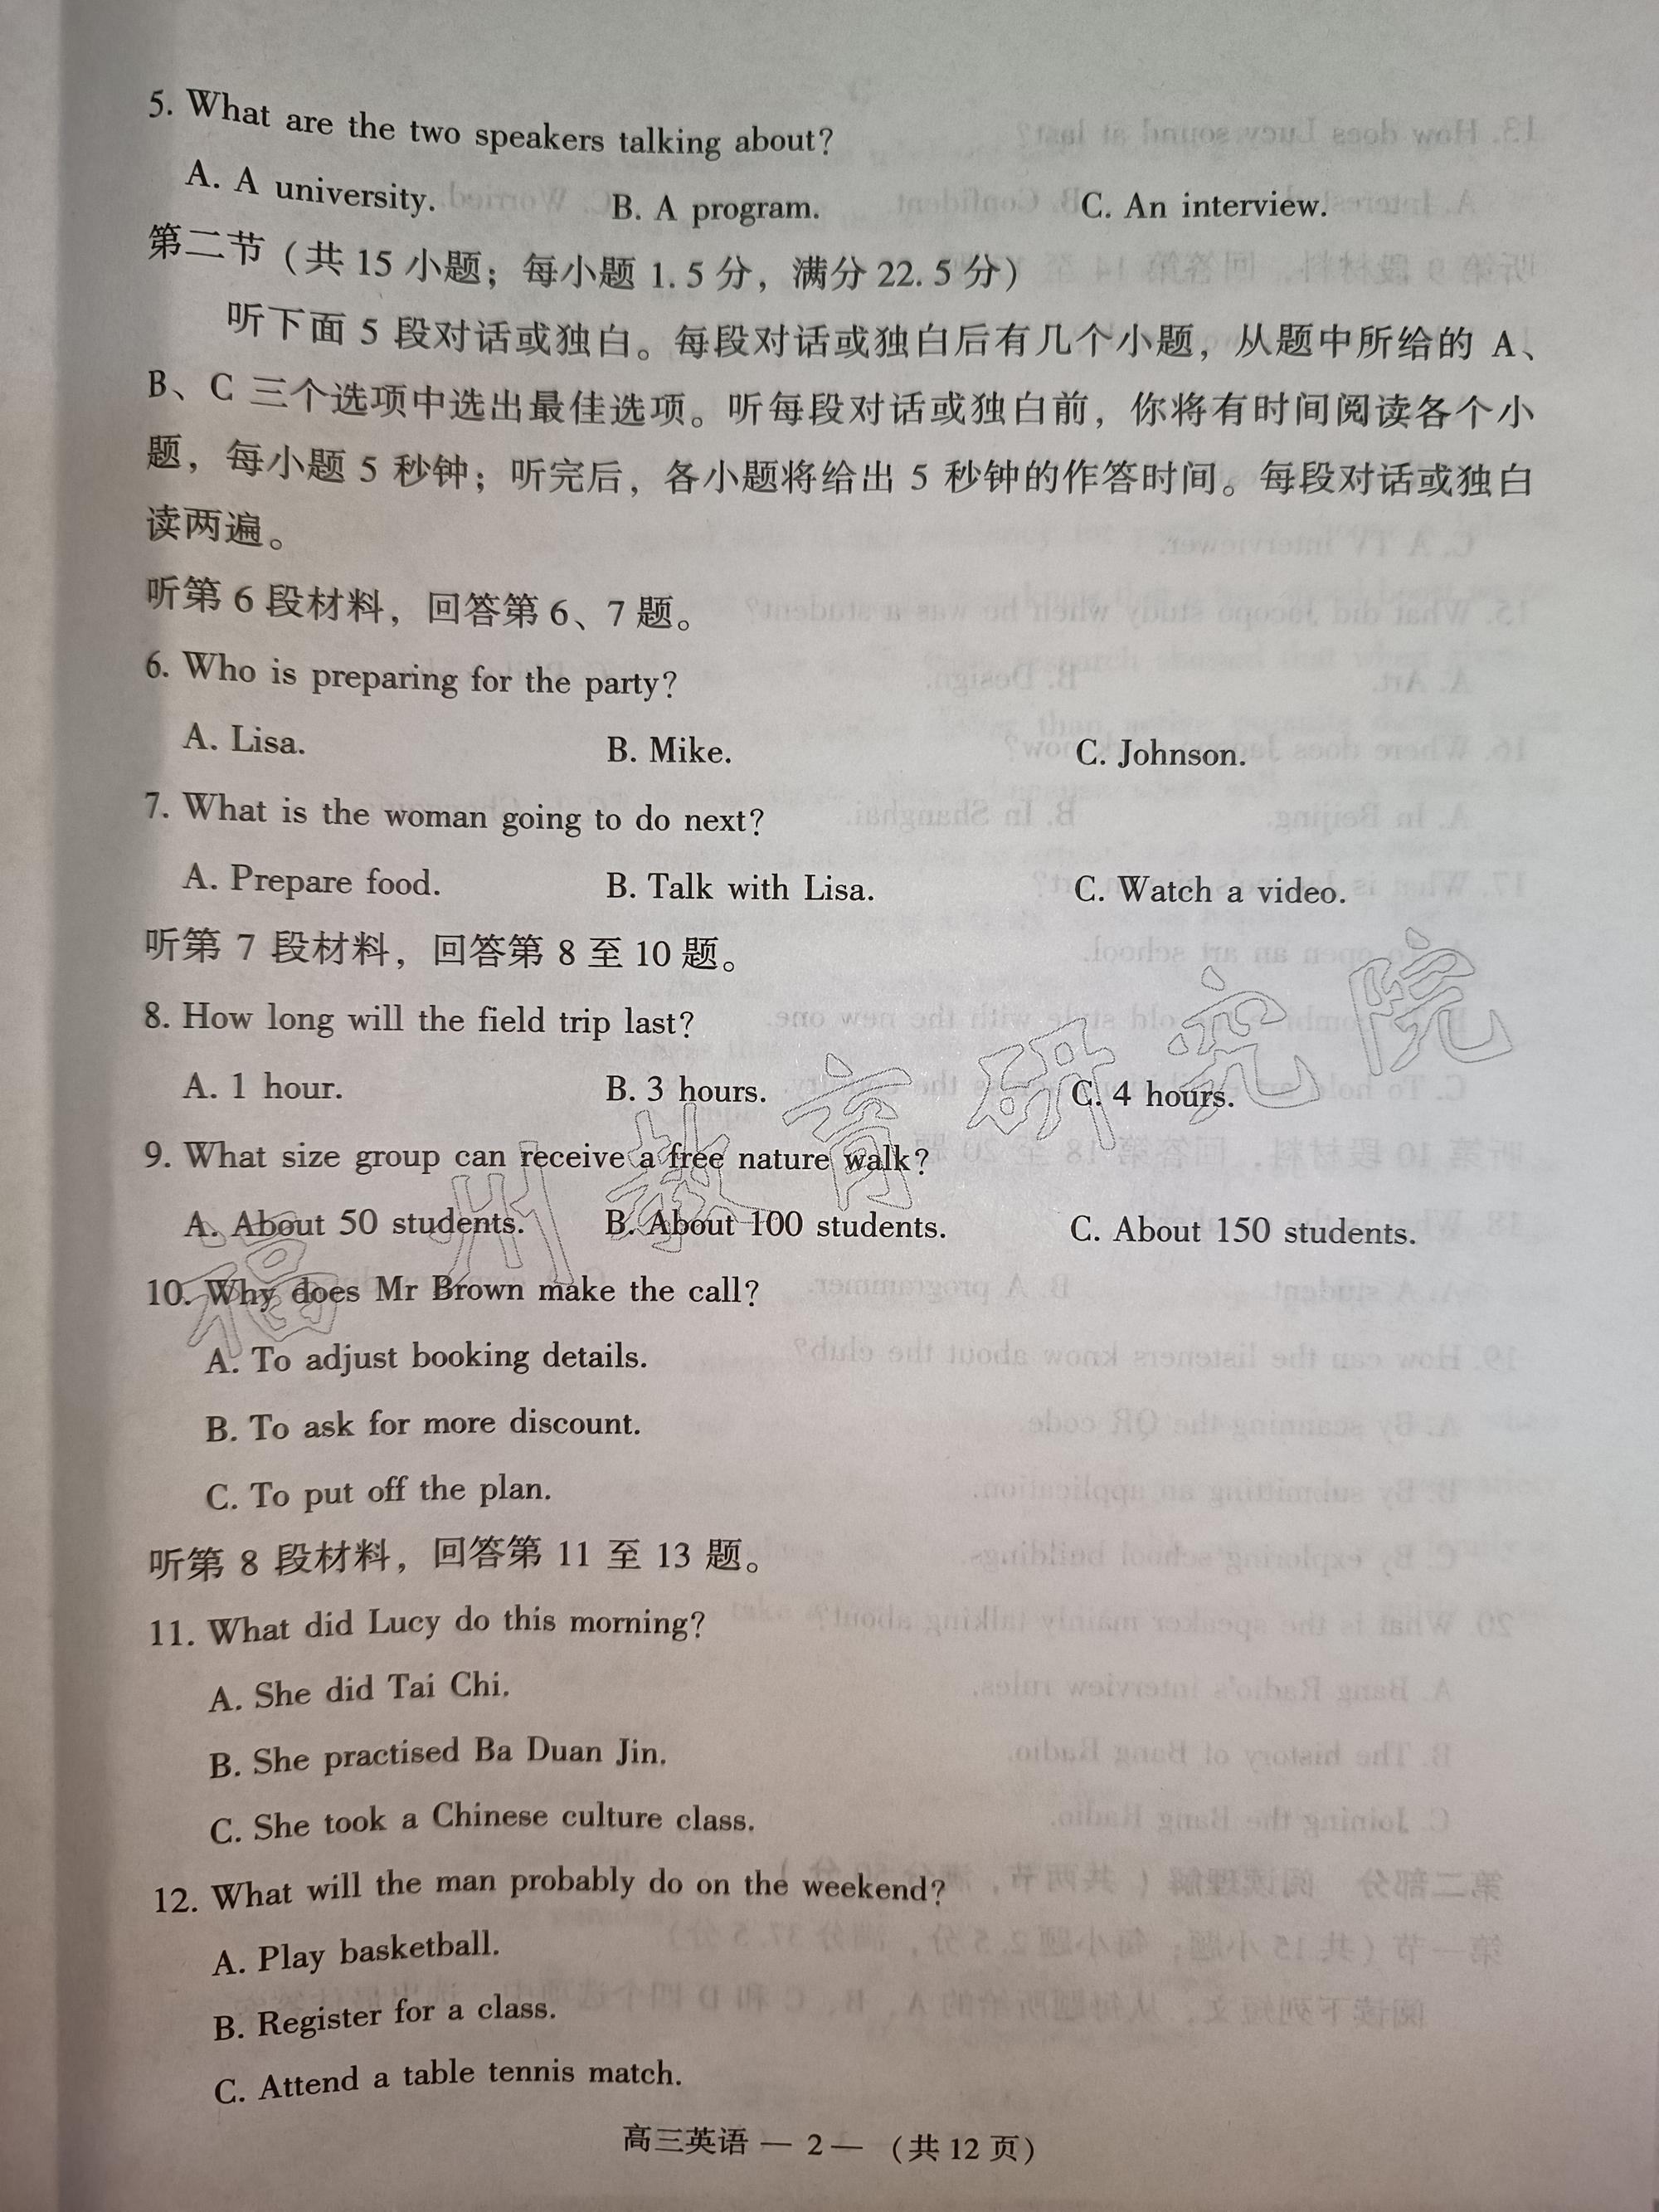 5. What are the two speakers talking about?
A. A university. B. A program. C. An interview.
第二节（共 15 小题；每小题 1. 5 分，满分 22. 5 分）
听下面 5 段对话或独白。每段对话或独白后有几个小题，从题中所给的 A、
B、C 三个选项中选出最佳选项。听每段对话或独白前，你将有时间阅读各个小
题，每小题 5 秒钟；听完后，各小题将给出 5 秒钟的作答时间。每段对话或独白
读两遍。
听第 6 段材料，回答第 6、7 题。
6. Who is preparing for the party?
A. Lisa. B. Mike. C. Johnson.
7. What is the woman going to do next?
A. Prepare food. B. Talk with Lisa. C. Watch a video.
听第 7 段材料，回答第 8 至 10 题。
8. How long will the field trip last?
A. 1 hour. B. 3 hours. C. 4 hours.
9. What size group can receive a free nature walk?
A. About 50 students. B. About 100 students. C. About 150 students.
10. Why does Mr Brown make the call?
A. To adjust booking details.
B. To ask for more discount.
C. To put off the plan.
听第 8 段材料，回答第 11 至 13 题。
11. What did Lucy do this morning?
A. She did Tai Chi.
B. She practised Ba Duan Jin.
C. She took a Chinese culture class.
12. What will the man probably do on the weekend?
A. Play basketball.
B. Register for a class.
C. Attend a table tennis match.
高三英语 — 2 — （共 12 页）
福州教育研究院